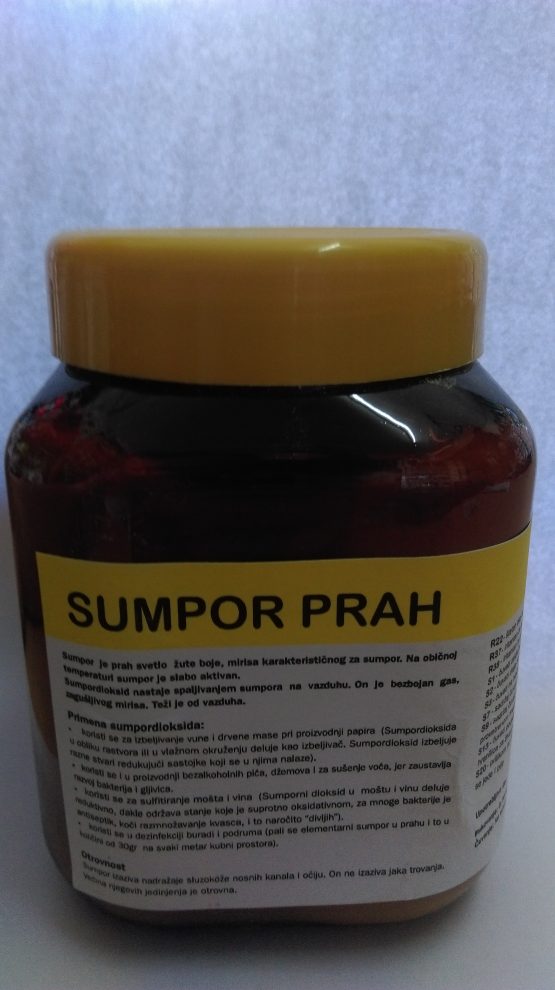 SUMPOR PRAH
Sumpor je prah svetlo žute boje, mirisa karakterističnog za sumpor. Na običnoj
temperaturi sumpor je slabo aktivan.
Sumpordioksid nastaje spaljivanjem sumpora na vazduhu. On je bezbojan gas,
zagušljivog mirisa. Teži je od vazduha.
Primena sumpordioksida:
• koristi se za izbeljivanje vune i drvene mase pri proizvodnji papira (Sumpordioksida
u obliku rastvora ili u vlažnom okruženju deluje kao izbeljivač. Sumpordioksid izbeljuje
razne stvari redukujući sastojke koji se u njima nalaze).
• koristi se i u proizvodnji bezalkoholnih pića, džemova i za sušenje voća, jer zaustavlja
razvoj bakterija i gljivica.
• koristi se za sulfitiranje mošta i vina (Sumporni dioksid u moštu i vinu deluje
reduktivno, dakle održava stanje koje je suprotno oksidativnom, za mnoge bakterije je
antiseptik, koči razmnožavanje kvasca, i to naročito "divljih").
• koristi se u dezinfekciji buradi i podruma (pali se elementarni sumpor u prahu i to u
količini od 30gr na svaki metar kubni prostora).
Otrovnost
Sumpor izaziva nadražaje sluzokože nosnih kanala i očiju. On ne izaziva jaka trovanja.
Većina njegovih jedinjenja je otrovna.
R22-
R37-
R38-
S1-
S2-